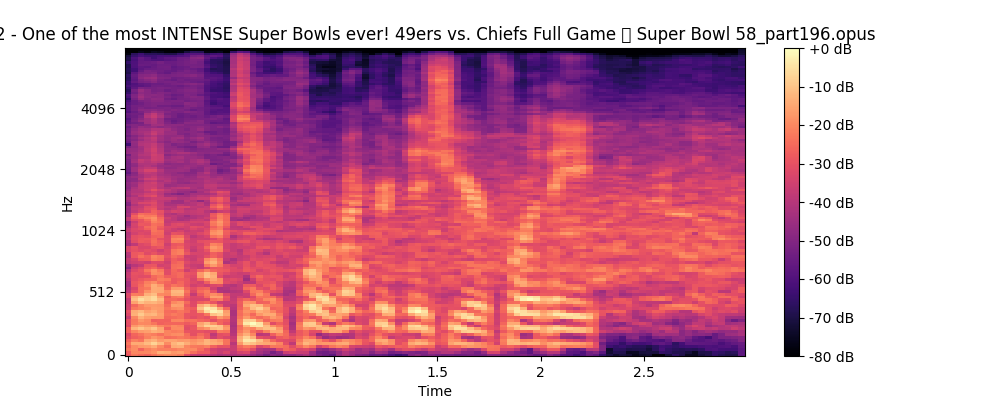 2 - One of the most INTENSE Super Bowls ever! 49ers vs. Chiefs Full Game  Super Bowl 58_part196.opus
+0 dB
4096
-10 dB
-20 dB
2048
-30 dB
Hz
1024
-40 dB
-50 dB
512
-60 dB
-70 dB
0
-80 dB
0 0.5 1 1.5 2 2.5
Time